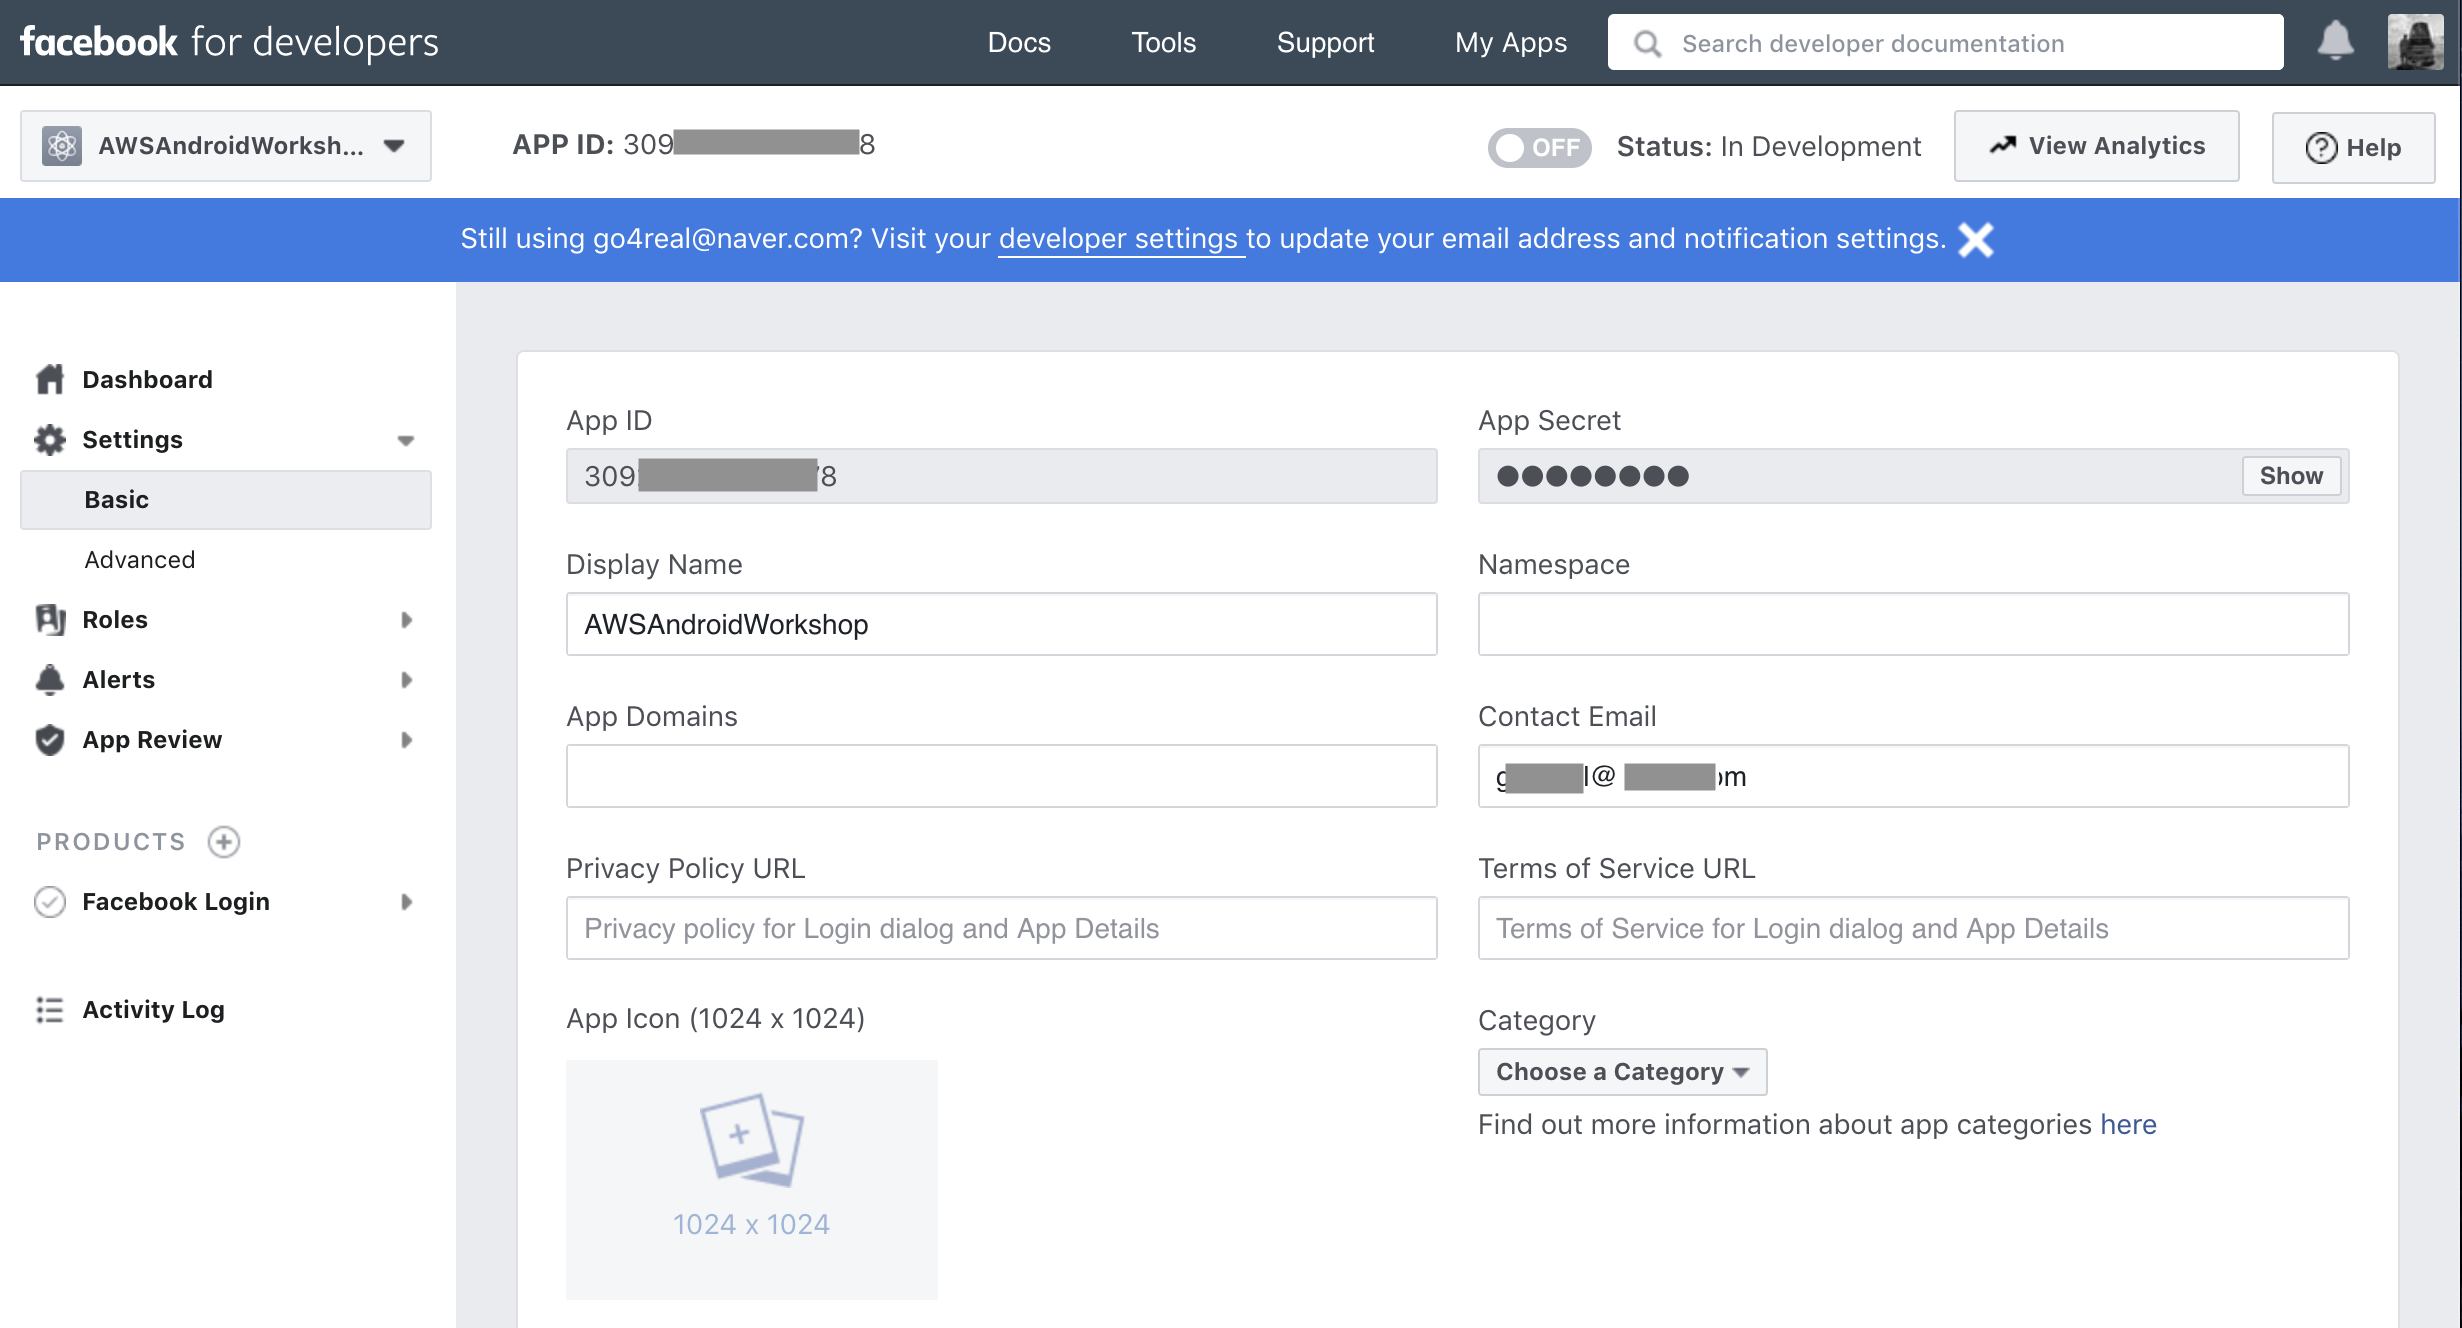 facebook for developers Docs Tools Support My Apps Search developer documentation
AWSAndroidWorksh... APP ID: 309 8 OFF Status: In Development View Analytics Help
Still using go4real@naver.com? Visit your developer settings to update your email address and notification settings.
Dashboard
Settings
Basic
Advanced
Roles
Alerts
App Review
PRODUCTS
Facebook Login
Activity Log
App ID
309 8
App Secret
●●●●●●●● Show
Display Name
AWSAndroidWorkshop
Namespace
App Domains
Contact Email
g l@ om
Privacy Policy URL
Privacy policy for Login dialog and App Details
Terms of Service URL
Terms of Service for Login dialog and App Details
App Icon (1024 x 1024)
1024 x 1024
Category
Choose a Category
Find out more information about app categories here